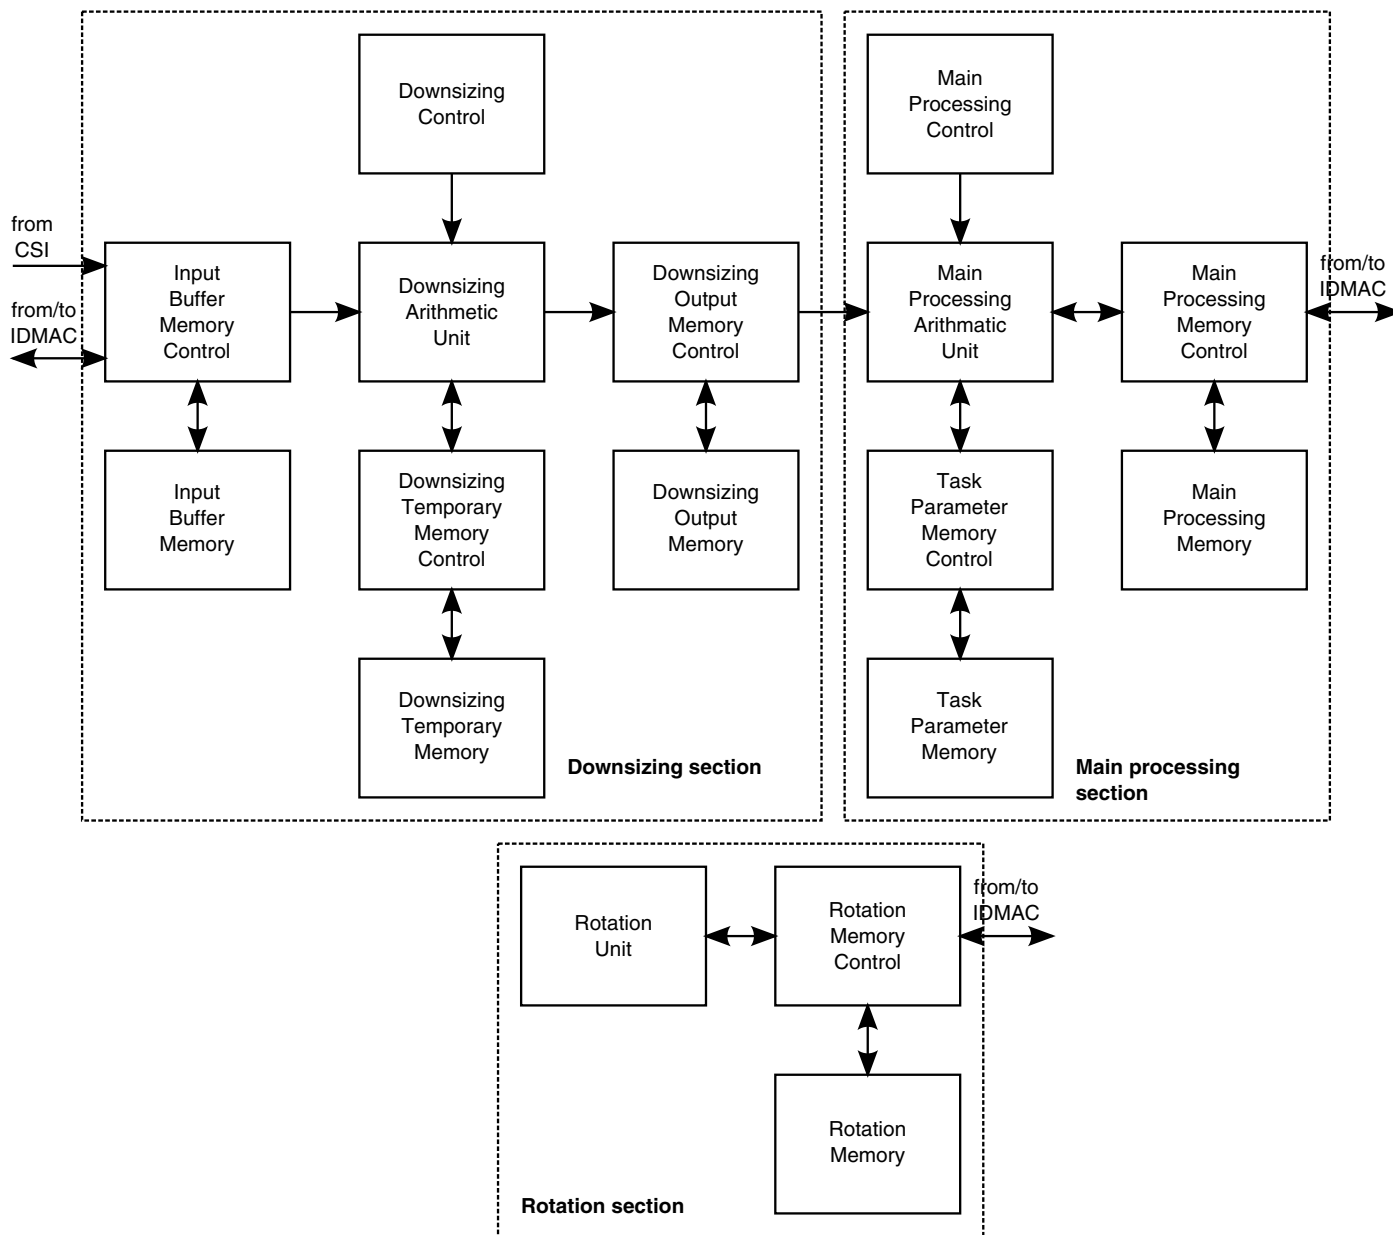 Downsizing
Control
Main
Processing
Control
from
CSI
from/to
IDMAC
Input
Buffer
Memory
Control
Downsizing
Arithmetic
Unit
Downsizing
Output
Memory
Control
Main
Processing
Arithmatic
Unit
Main
Processing
Memory
Control
from/to
IDMAC
Input
Buffer
Memory
Downsizing
Temporary
Memory
Control
Downsizing
Output
Memory
Task
Parameter
Memory
Control
Main
Processing
Memory
Downsizing
Temporary
Memory
Downsizing section
Task
Parameter
Memory
Main processing
section
Rotation
Unit
Rotation
Memory
Control
from/to
IDMAC
Rotation
Memory
Rotation section